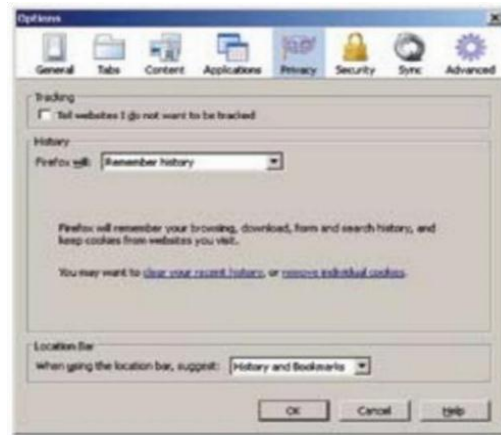 Options
General Tabs Content Applications Privacy Security Sync Advanced
Tracking
Tell websites I do not want to be tracked
History
Firefox will: Remember history
Firefox will remember your browsing, download, form and search history, and
keep cookies from websites you visit.
You may want to clear your recent history, or remove individual cookies.
Location Bar
When using the location bar, suggest: History and Bookmarks
OK Cancel Help